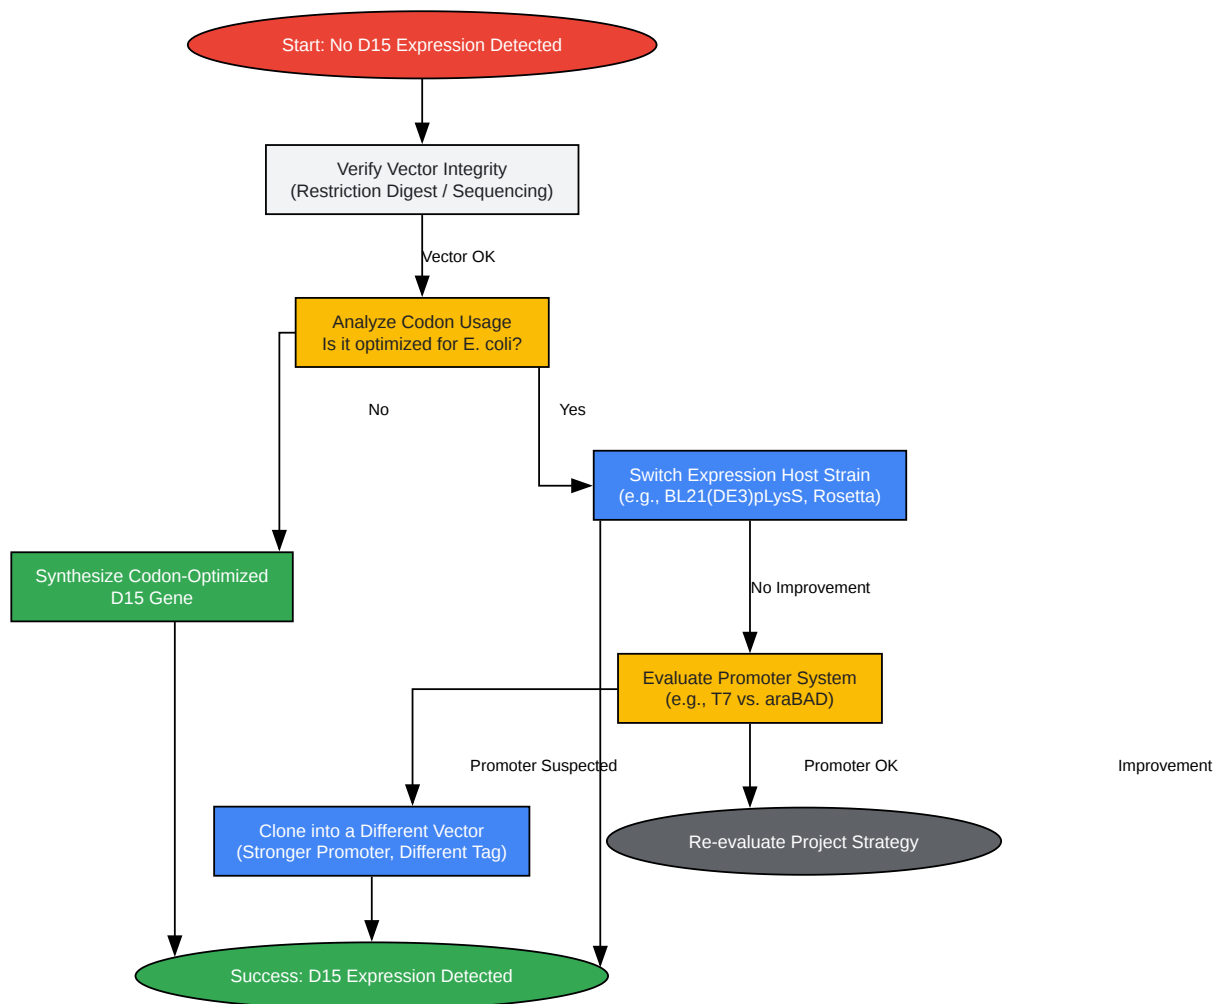 Start: No D15 Expression Detected
Verify Vector Integrity
(Restriction Digest / Sequencing)
Vector OK
Analyze Codon Usage
Is it optimized for E. coli?
No
Yes
Switch Expression Host Strain
(e.g., BL21(DE3)pLysS, Rosetta)
Synthesize Codon-Optimized
D15 Gene
No Improvement
Evaluate Promoter System
(e.g., T7 vs. araBAD)
Promoter Suspected
Promoter OK
Improvement
Clone into a Different Vector
(Stronger Promoter, Different Tag)
Re-evaluate Project Strategy
Success: D15 Expression Detected